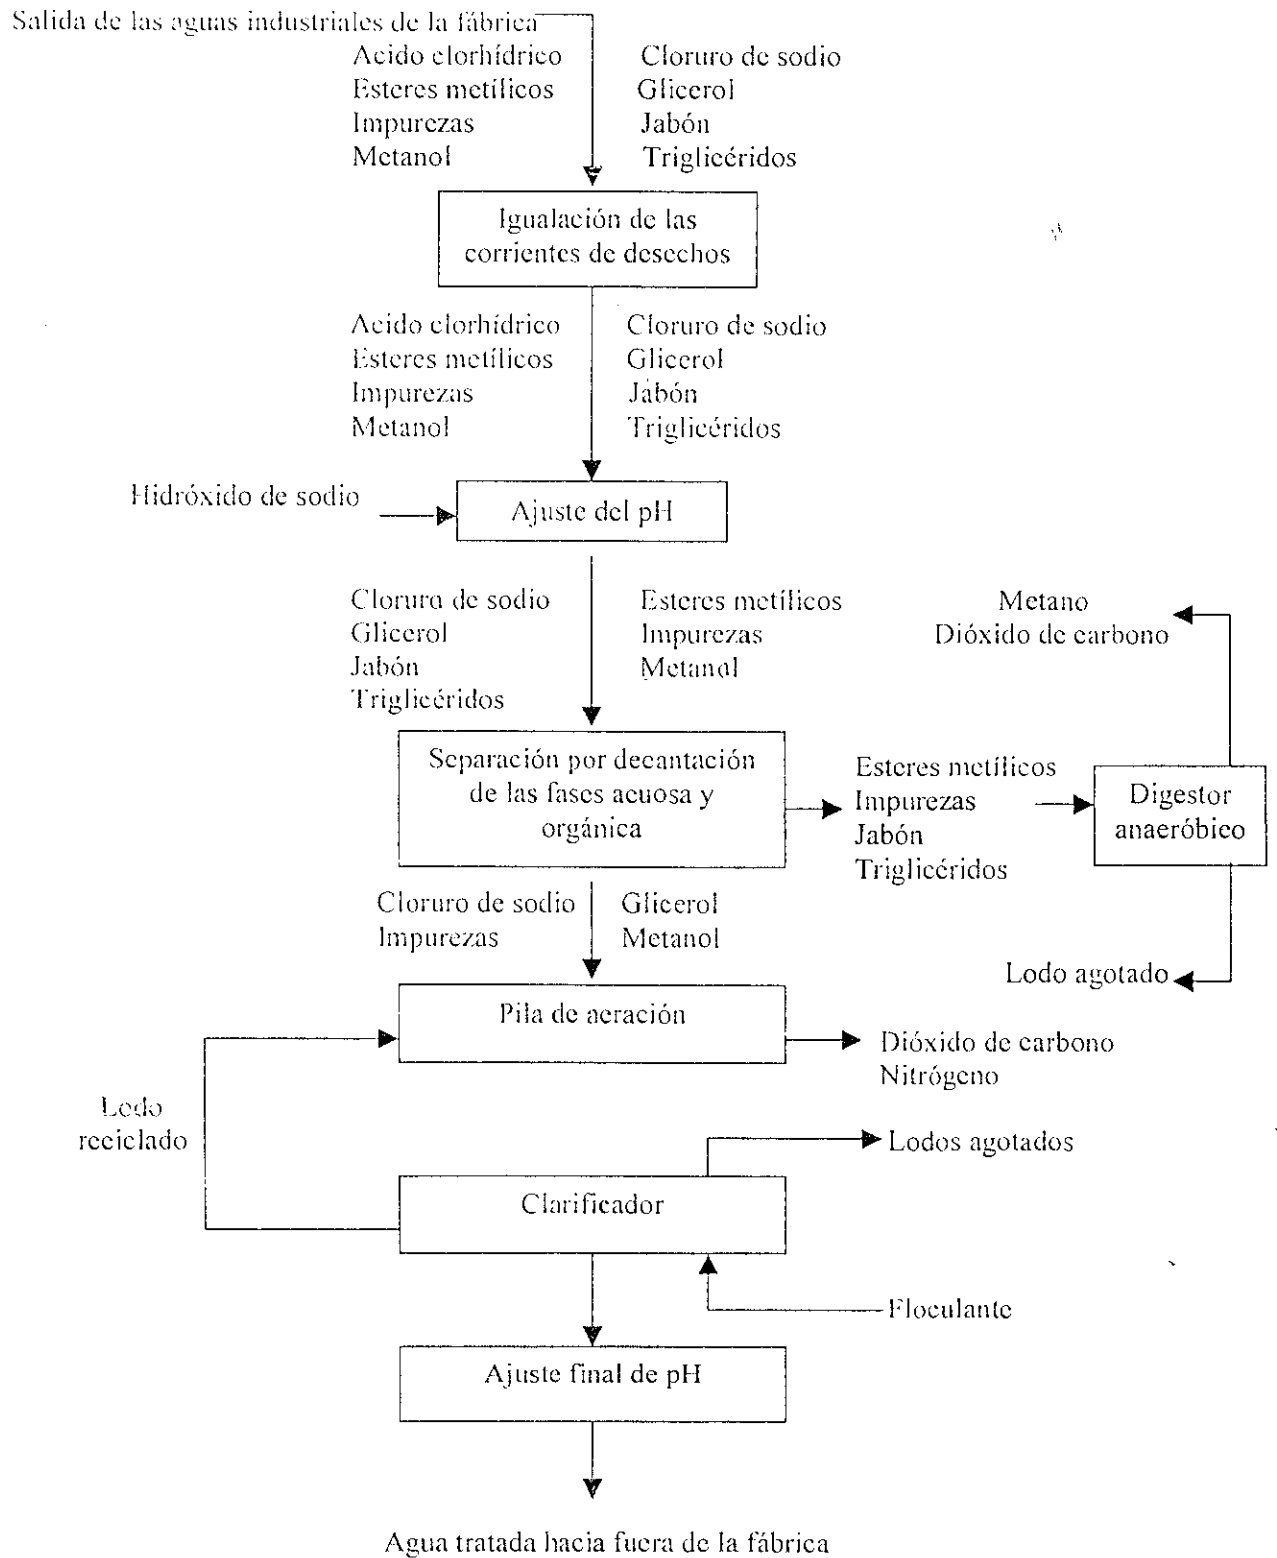 Salida de las aguas industriales de la fábrica
Acido clorhídrico
Esteres metílicos
Impurezas
Metanol
Cloruro de sodio
Glicerol
Jabón
Triglicéridos
Igualación de las
corrientes de desechos
Acido clorhídrico
Esteres metílicos
Impurezas
Metanol
Cloruro de sodio
Glicerol
Jabón
Triglicéridos
Hidróxido de sodio
Ajuste del pH
Cloruro de sodio
Glicerol
Jabón
Triglicéridos
Esteres metílicos
Impurezas
Metanol
Metano
Dióxido de carbono
Separación por decantación
de las fases acuosa y
orgánica
Esteres metílicos
Impurezas
Jabón
Triglicéridos
Digestor
anaeróbico
Cloruro de sodio
Impurezas
Glicerol
Metanol
Lodo agotado
Pila de aeración
Dióxido de carbono
Nitrógeno
Lodo
reciclado
Lodos agotados
Clarificador
Floculante
Ajuste final de pH
Agua tratada hacia fuera de la fábrica